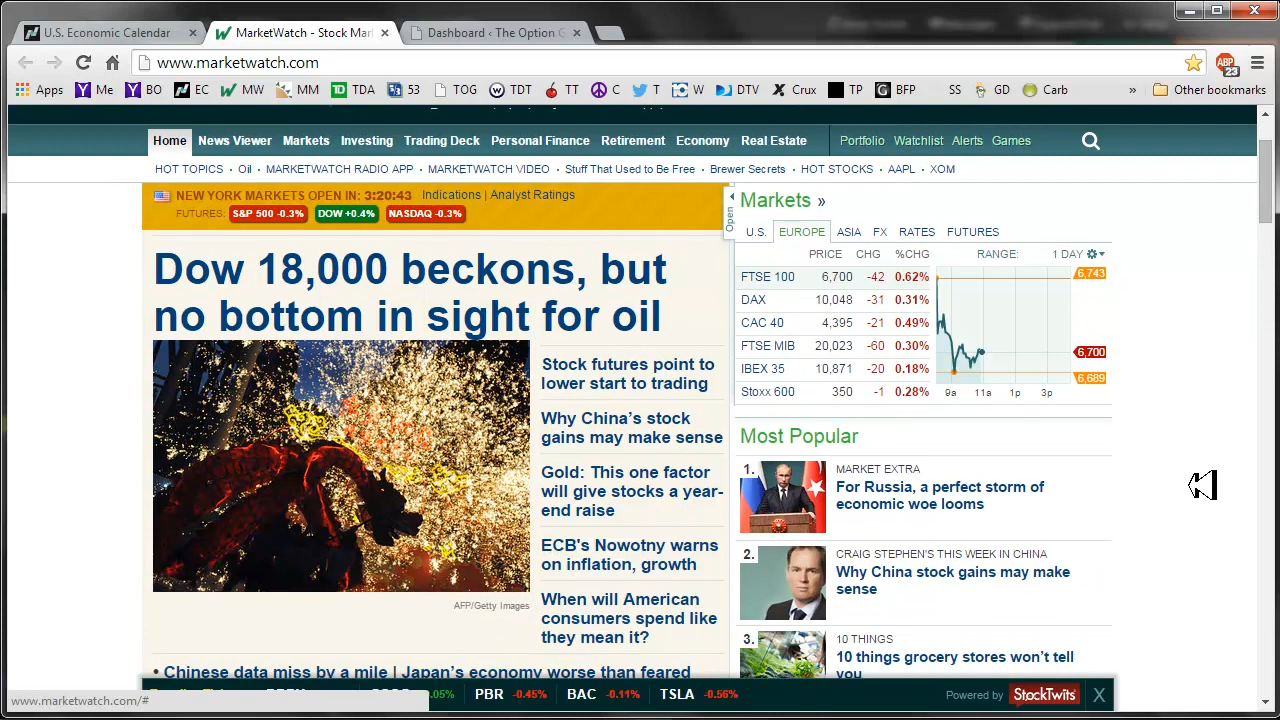 U.S. Economic Calendar
MarketWatch - Stock Mar
Dashboard ‹ The Option G
www.marketwatch.com
ABP
23
Apps Me BO EC MW MM TDA 53 TOG TDT TT C T W DTV Crux TP BFP SS GD Carb » Other bookmarks
Home News Viewer Markets Investing Trading Deck Personal Finance Retirement Economy Real Estate Portfolio Watchlist Alerts Games
HOT TOPICS Oil MARKETWATCH RADIO APP MARKETWATCH VIDEO Stuff That Used to Be Free Brewer Secrets HOT STOCKS AAPL XOM
NEW YORK MARKETS OPEN IN: 3:20:43 Indications | Analyst Ratings
FUTURES: S&P 500 -0.3% DOW +0.4% NASDAQ -0.3%
Dow 18,000 beckons, but
no bottom in sight for oil
AFP/Getty Images
Stock futures point to
lower start to trading
Why China's stock
gains may make sense
Gold: This one factor
will give stocks a year-
end raise
ECB's Nowotny warns
on inflation, growth
When will American
consumers spend like
they mean it?
• Chinese data miss by a mile | Japan's economy worse than feared
Open
Markets »
U.S. EUROPE ASIA FX RATES FUTURES
PRICE CHG %CHG RANGE: 1 DAY
FTSE 100 6,700 -42 0.62%
DAX 10,048 -31 0.31%
CAC 40 4,395 -21 0.49%
FTSE MIB 20,023 -60 0.30%
IBEX 35 10,871 -20 0.18%
Stoxx 600 350 -1 0.28%
6,743
6,700
6,689
9a 11a 1p 3p
Most Popular
1. MARKET EXTRA
For Russia, a perfect storm of
economic woe looms
2. CRAIG STEPHEN'S THIS WEEK IN CHINA
Why China stock gains may make
sense
3. 10 THINGS
10 things grocery stores won't tell
you
.05% PBR -0.45% BAC -0.11% TSLA -0.56% Powered by StockTwits X
www.marketwatch.com/#